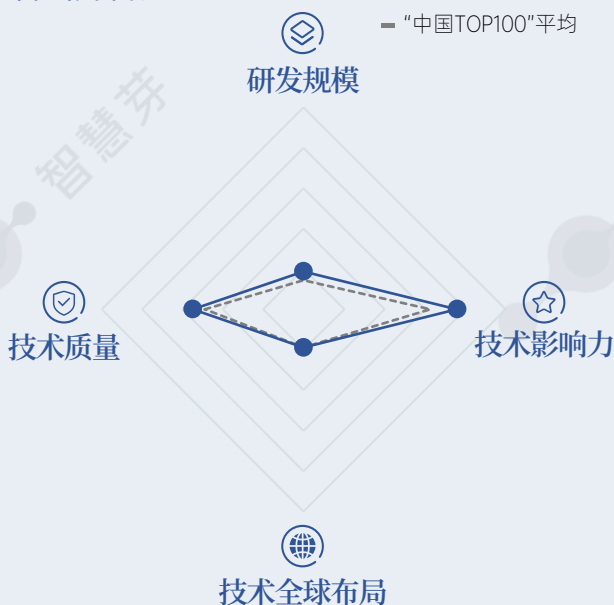 “中国TOP100”平均
研发规模
智慧芽
技术质量
技术影响力
技术全球布局